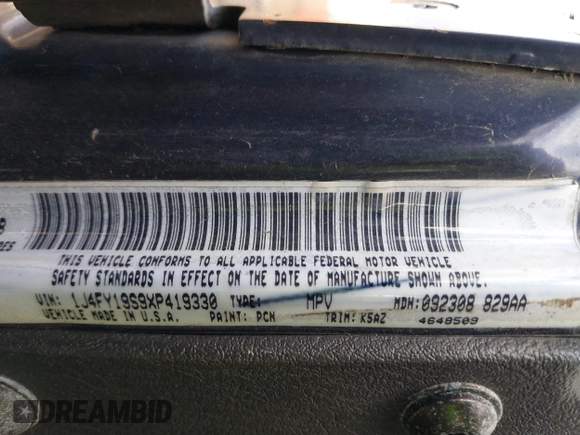 THIS VEHICLE CONFORMS TO ALL APPLICABLE FEDERAL MOTOR VEHICLE
SAFETY STANDARDS IN EFFECT ON THE DATE OF MANUFACTURE SHOWN ABOVE.
VIN: 1J4FY19S9XP419330 TYPE: MPV MDH: 092308 829AA
VEHICLE MADE IN U.S.A. PAINT: PCN TRIM: K5AZ 4648509
DREAMBID